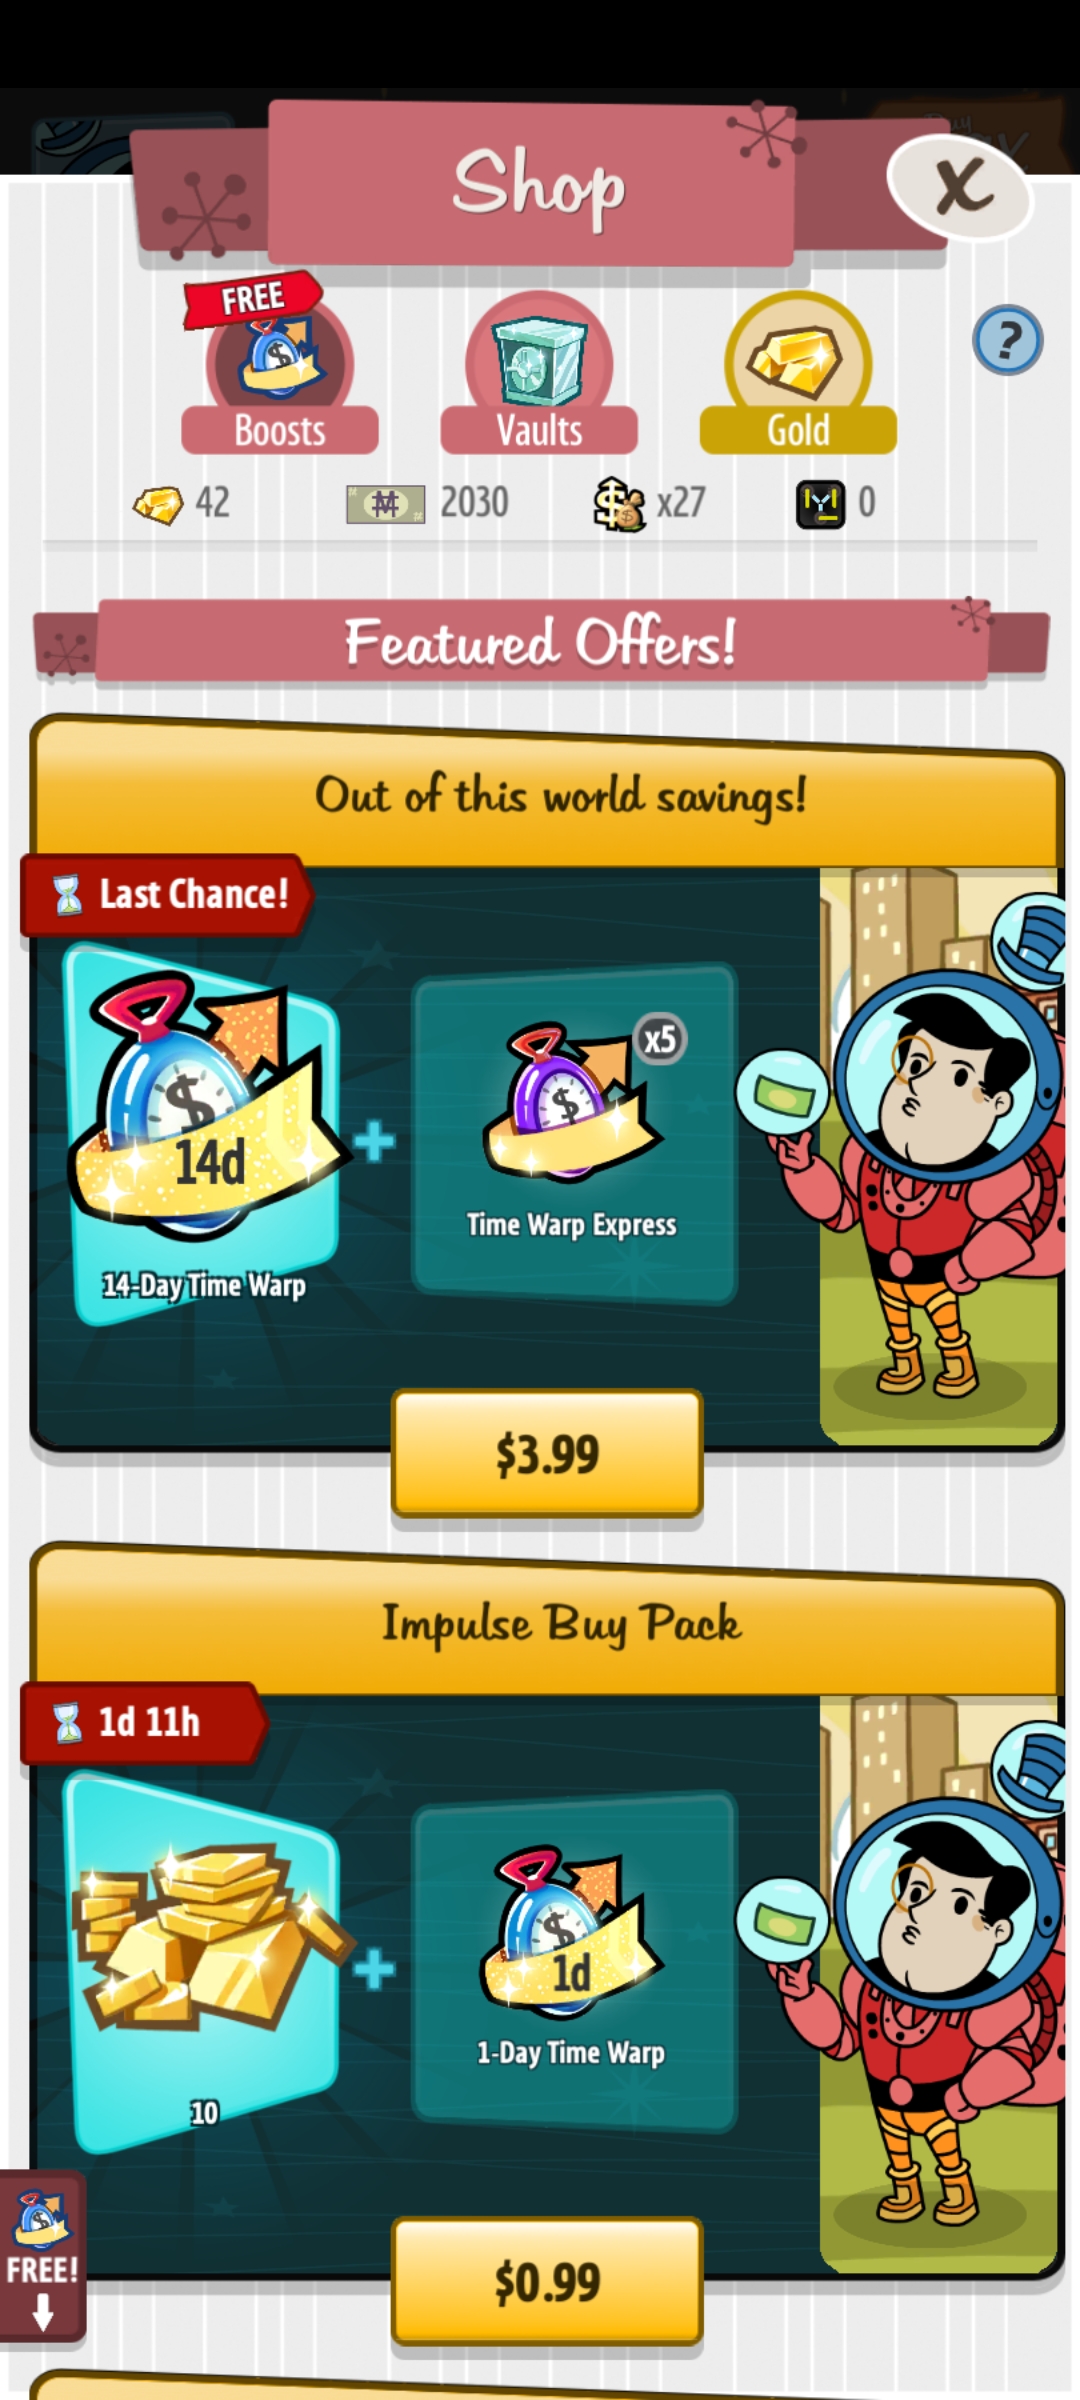 Shop
X
FREE
?
Boosts
Vaults
Gold
42
2030
x27
0
Featured Offers!
Out of this world savings!
Last Chance!
x5
14d
Time Warp Express
14-Day Time Warp
$3.99
Impulse Buy Pack
1d 11h
1d
1-Day Time Warp
10
FREE!
$0.99